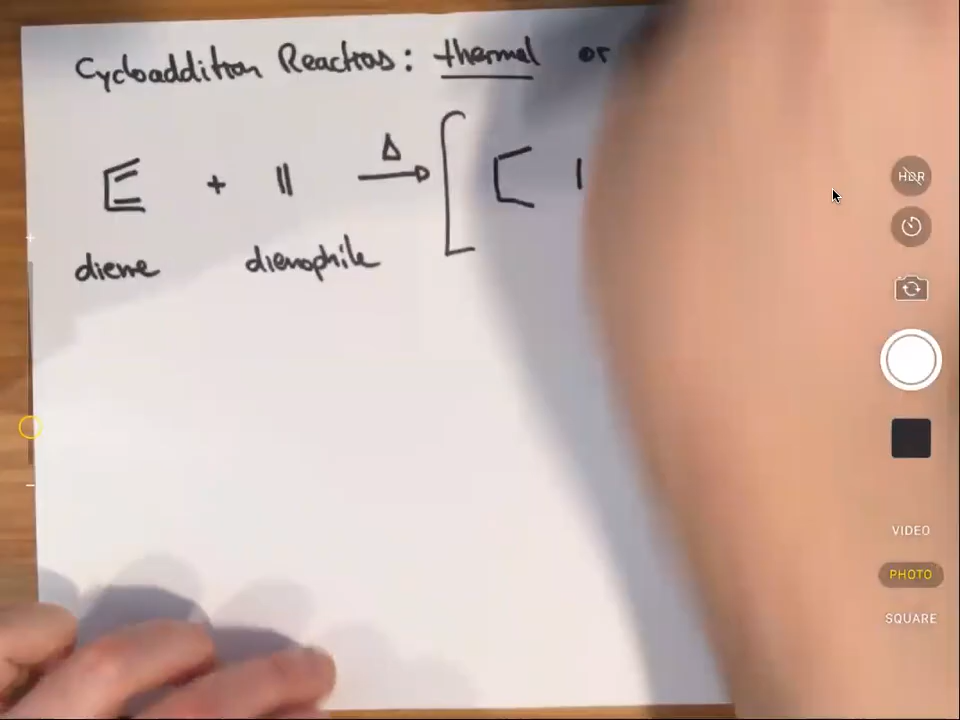 Cycloaddition Reactions: thermal or
+ Δ
diene dienophile
HDR
VIDEO
PHOTO
SQUARE